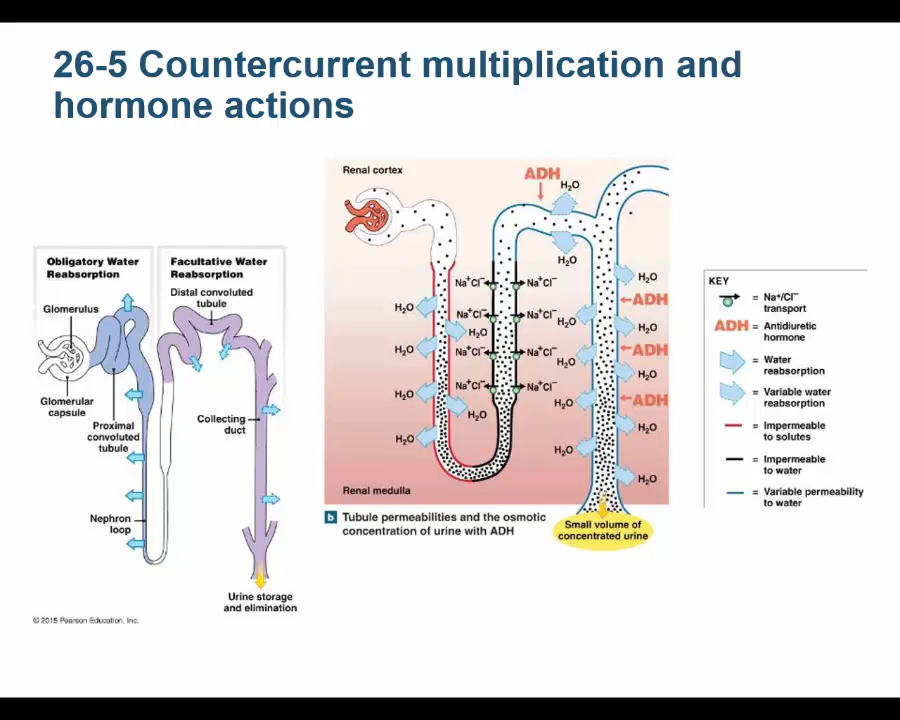 26-5 Countercurrent multiplication and
hormone actions
Obligatory Water
Reabsorption
Glomerulus
Glomerular
capsule
Proximal
convoluted
tubule
Nephron
loop
Facultative Water
Reabsorption
Distal convoluted
tubule
Collecting
duct
Urine storage
and elimination
© 2015 Pearson Education, Inc.
Renal cortex
ADH
H₂O
H₂O
Na⁺Cl⁻
Na⁺Cl⁻
H₂O
H₂O
ADH
Na⁺Cl⁻
Na⁺Cl⁻
H₂O
H₂O
H₂O
H₂O
Na⁺Cl⁻
Na⁺Cl⁻
H₂O
ADH
H₂O
Na⁺Cl⁻
Na⁺Cl⁻
H₂O
H₂O
ADH
H₂O
H₂O
H₂O
H₂O
H₂O
Renal medulla
b Tubule permeabilities and the osmotic
concentration of urine with ADH
Small volume of
concentrated urine
KEY
= Na⁺/Cl⁻
transport
ADH = Antidiuretic
hormone
= Water
reabsorption
= Variable water
reabsorption
= Impermeable
to solutes
= Impermeable
to water
= Variable permeability
to water